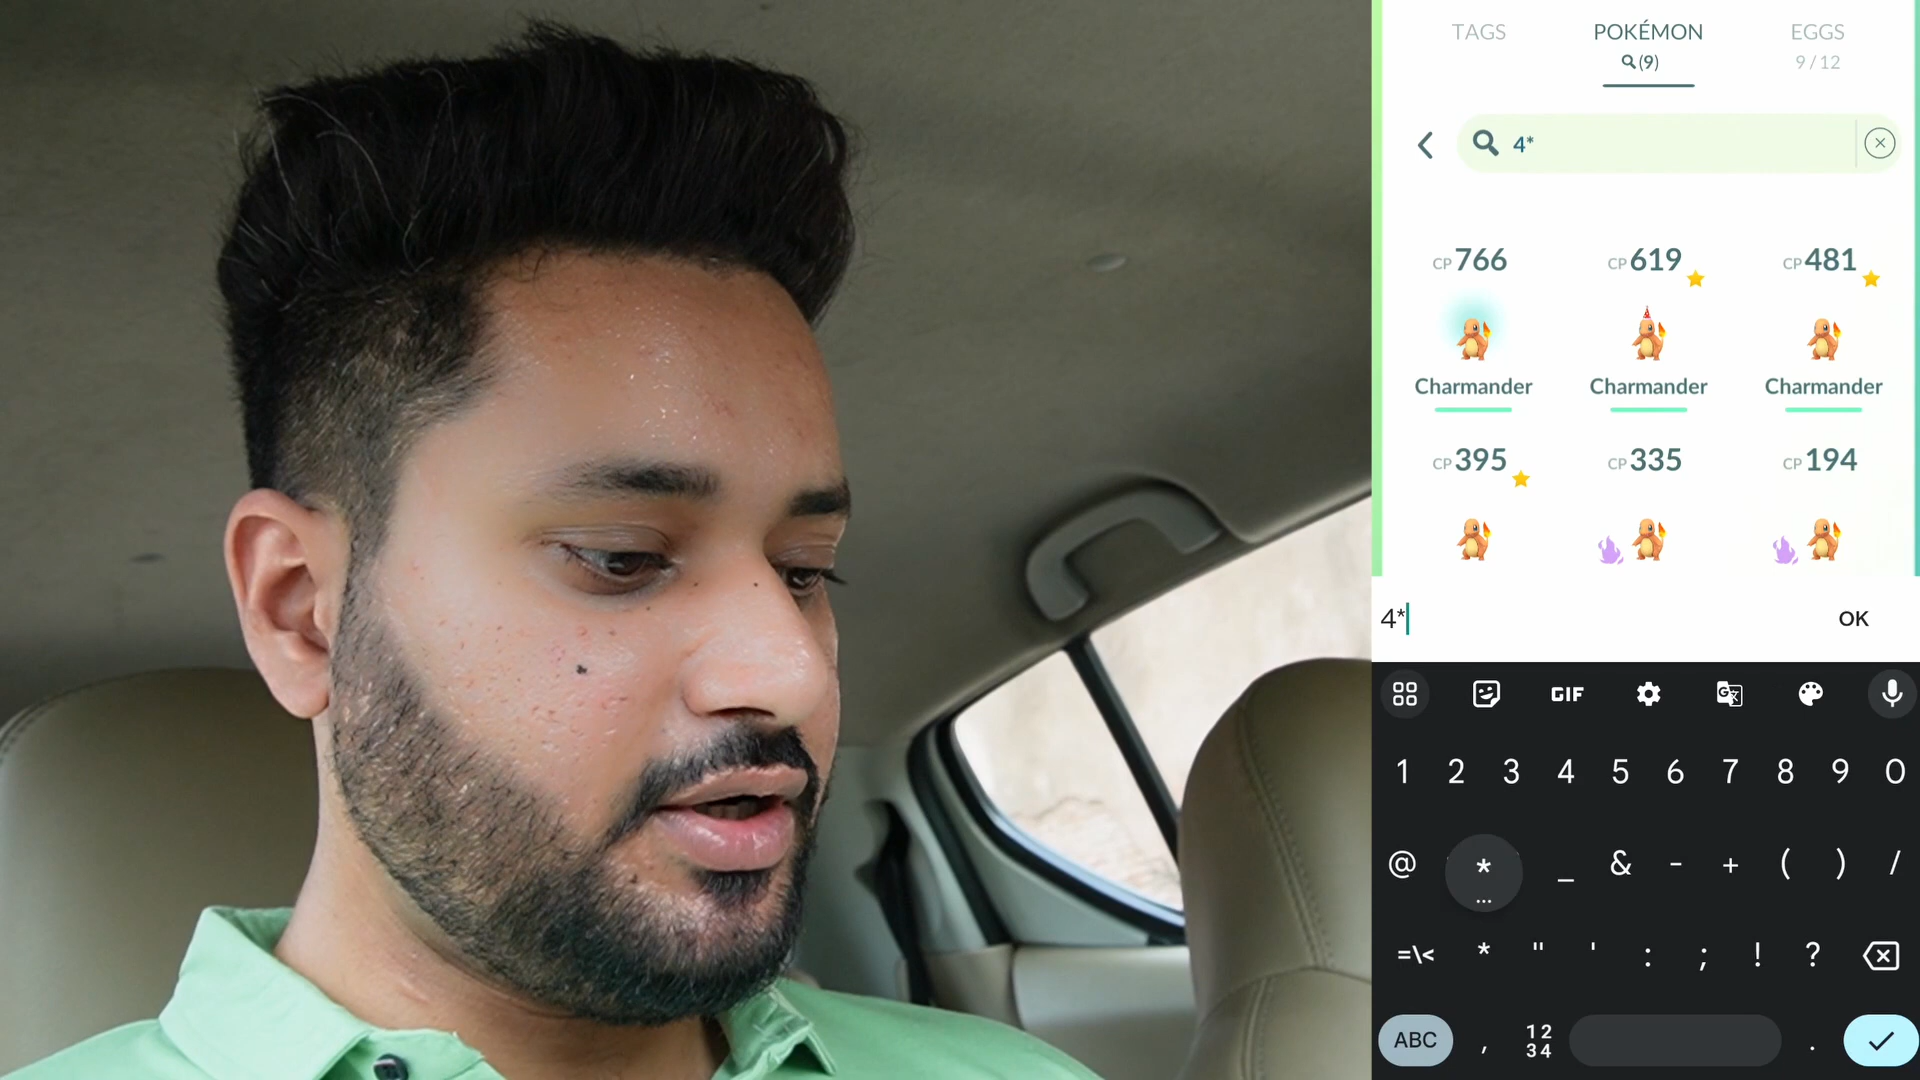 TAGS POKÉMON EGGS
(9) 9 / 12
4*
CP 766 CP 619 CP 481
Charmander Charmander Charmander
CP 395 CP 335 CP 194
4* OK
GIF
1 2 3 4 5 6 7 8 9 0
@ * _ & - + ( ) /
...
=\< * " ' : ; ! ?
ABC , 12 34 .